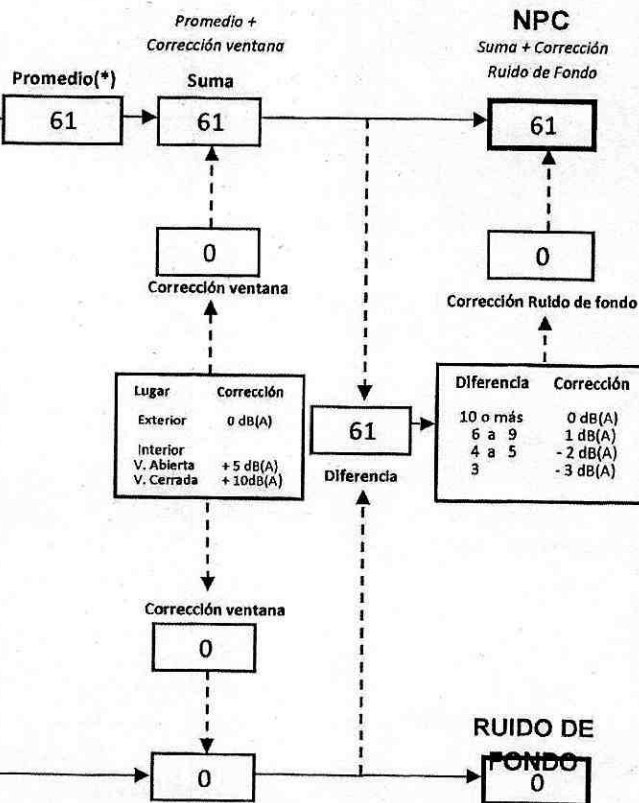 Promedio +
Corrección ventana
NPC
Suma + Corrección
Ruido de Fondo
Promedio(*)
Suma
61
61
61
0
Corrección ventana
0
Corrección Ruido de fondo
Lugar Corrección
Exterior 0 dB(A)
Interior
V. Abierta + 5 dB(A)
V. Cerrada + 10dB(A)
61
Diferencia
Diferencia Corrección
10 o más 0 dB(A)
6 a 9 1 dB(A)
4 a 5 - 2 dB(A)
3 - 3 dB(A)
Corrección ventana
0
0
RUIDO DE
FONDO
0